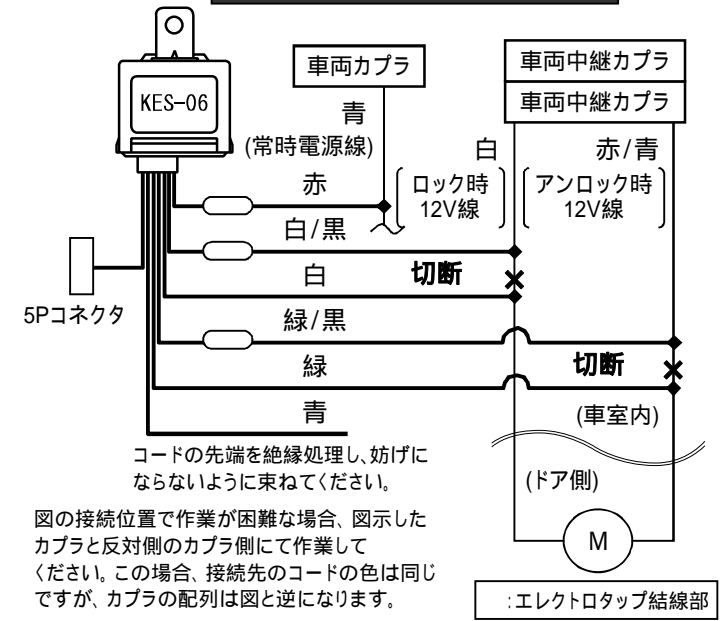 KES-06
車両カプラ
車両中継カプラ
車両中継カプラ
青
(常時電源線)
白
赤/青
赤
ロック時
12V線
アンロック時
12V線
白/黒
白
切断
5Pコネクタ
緑/黒
緑
切断
青
(車室内)
コードの先端を絶縁処理し、妨げに
ならないように束ねてください。
(ドア側)
図の接続位置で作業が困難な場合、図示した
カプラと反対側のカプラ側にて作業して
ください。この場合、接続先のコードの色は同じ
ですが、カプラの配列は図と逆になります。
M
:エレクトロタップ結線部